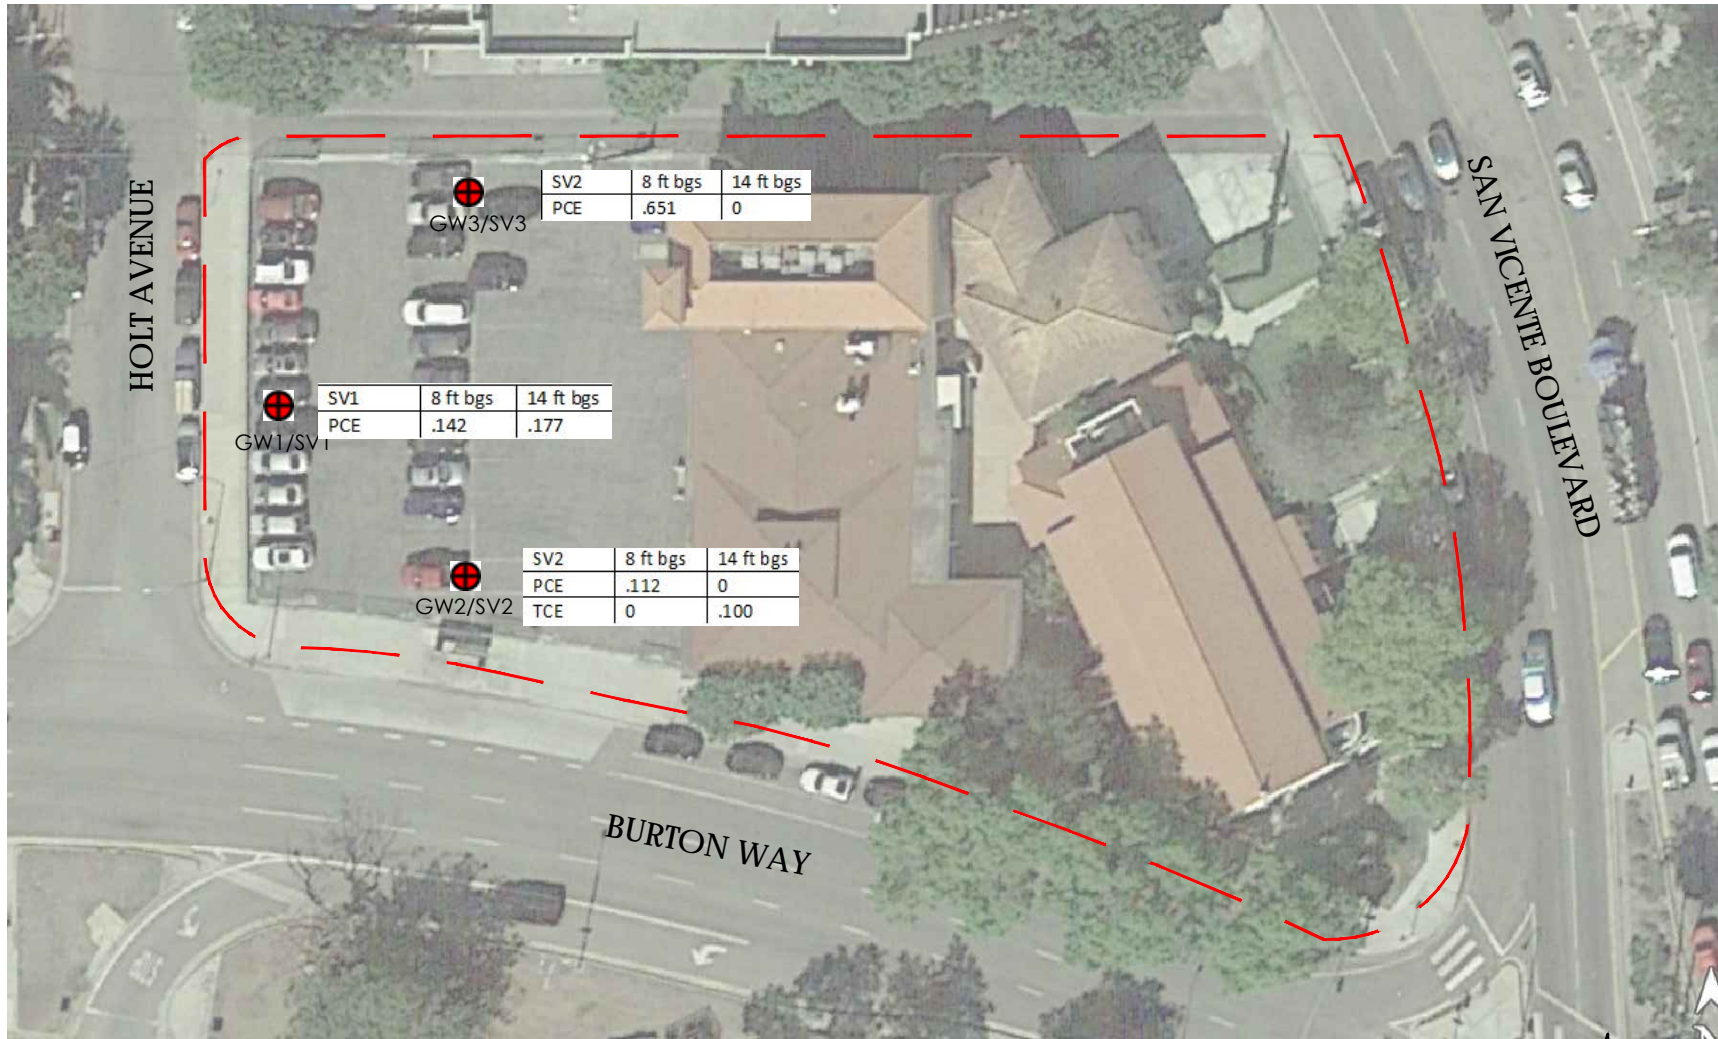 SV2 8 ft bgs 14 ft bgs
PCE .651 0
GW3/SV3
HOLT AVENUE
SAN VICENTE BOULEVARD
SV1 8 ft bgs 14 ft bgs
PCE .142 .177
GW1/SV1
SV2 8 ft bgs 14 ft bgs
PCE .112 0
TCE 0 .100
GW2/SV2
BURTON WAY